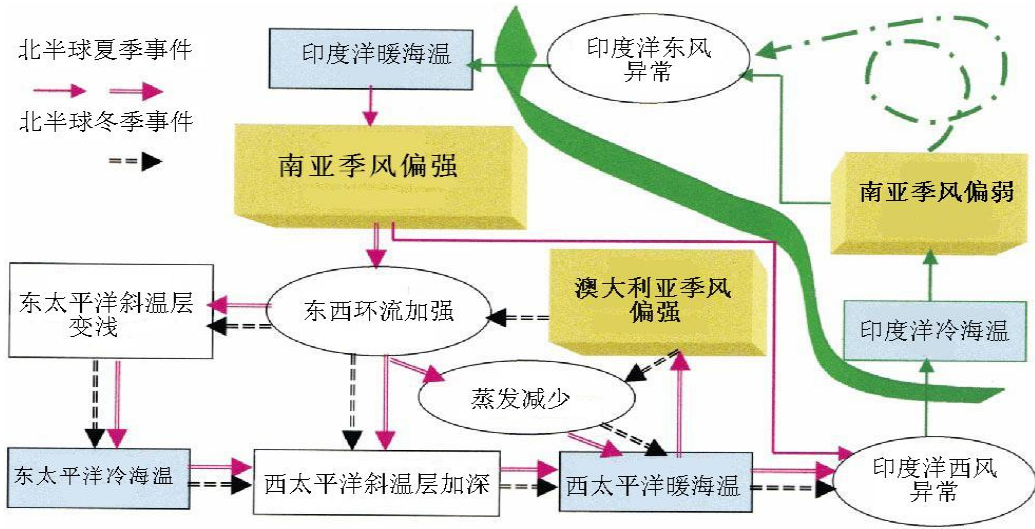 北半球夏季事件
北半球冬季事件
印度洋暖海温
印度洋东风
异常
南亚季风偏强
南亚季风偏弱
东太平洋斜温层
变浅
东西环流加强
澳大利亚季风
偏强
印度洋冷海温
蒸发减少
东太平洋冷海温
西太平洋斜温层加深
西太平洋暖海温
印度洋西风
异常